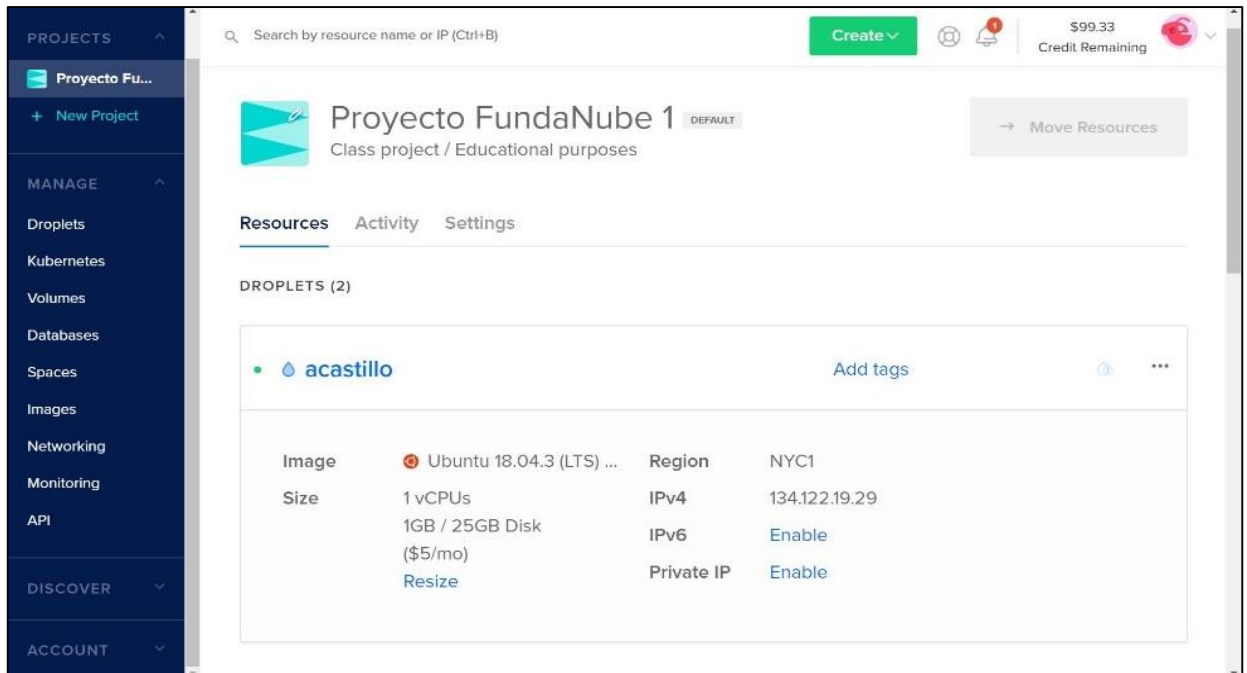 PROJECTS
Proyecto Fu...
+ New Project
MANAGE
Droplets
Kubernetes
Volumes
Databases
Spaces
Images
Networking
Monitoring
API
DISCOVER
ACCOUNT
Search by resource name or IP (Ctrl+B)
Create
1
$99.33
Credit Remaining
Proyecto FundaNube 1 DEFAULT
Class project / Educational purposes
→ Move Resources
Resources Activity Settings
DROPLETS (2)
acastillo
Add tags
...
Image Ubuntu 18.04.3 (LTS) ...
Size 1 vCPUs
1GB / 25GB Disk
($5/mo)
Resize
Region NYC1
IPv4 134.122.19.29
IPv6 Enable
Private IP Enable